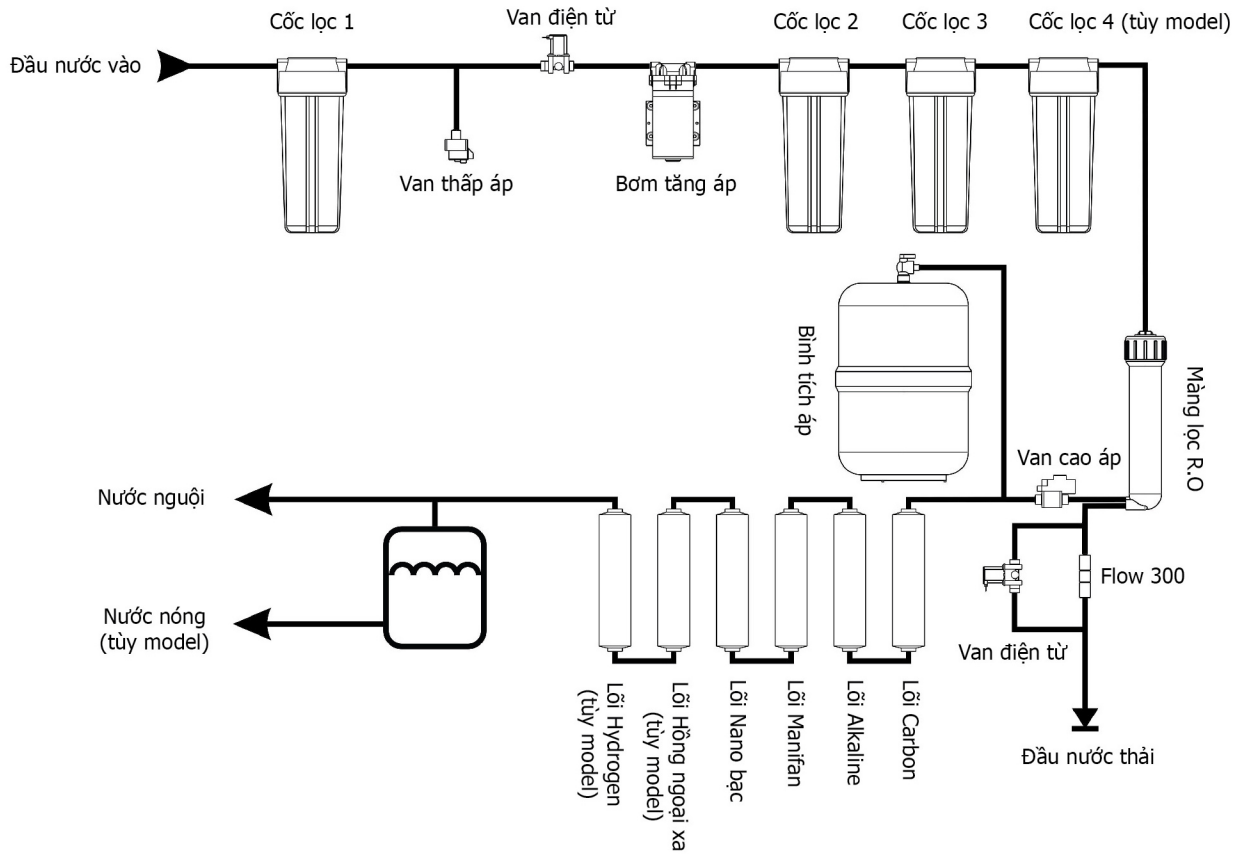 Cốc lọc 1
Van điện từ
Cốc lọc 2
Cốc lọc 3
Cốc lọc 4 (tùy model)
Đầu nước vào
Van thấp áp
Bơm tăng áp
Bình tích áp
Màng lọc R.O
Van cao áp
Nước nguội
Flow 300
Nước nóng
(tùy model)
Van điện từ
Lõi Hydrogen
(tùy model)
Lõi Hồng ngoại xa
(tùy model)
Lõi Nano bạc
Lõi Manifan
Lõi Alkaline
Lõi Carbon
Đầu nước thải